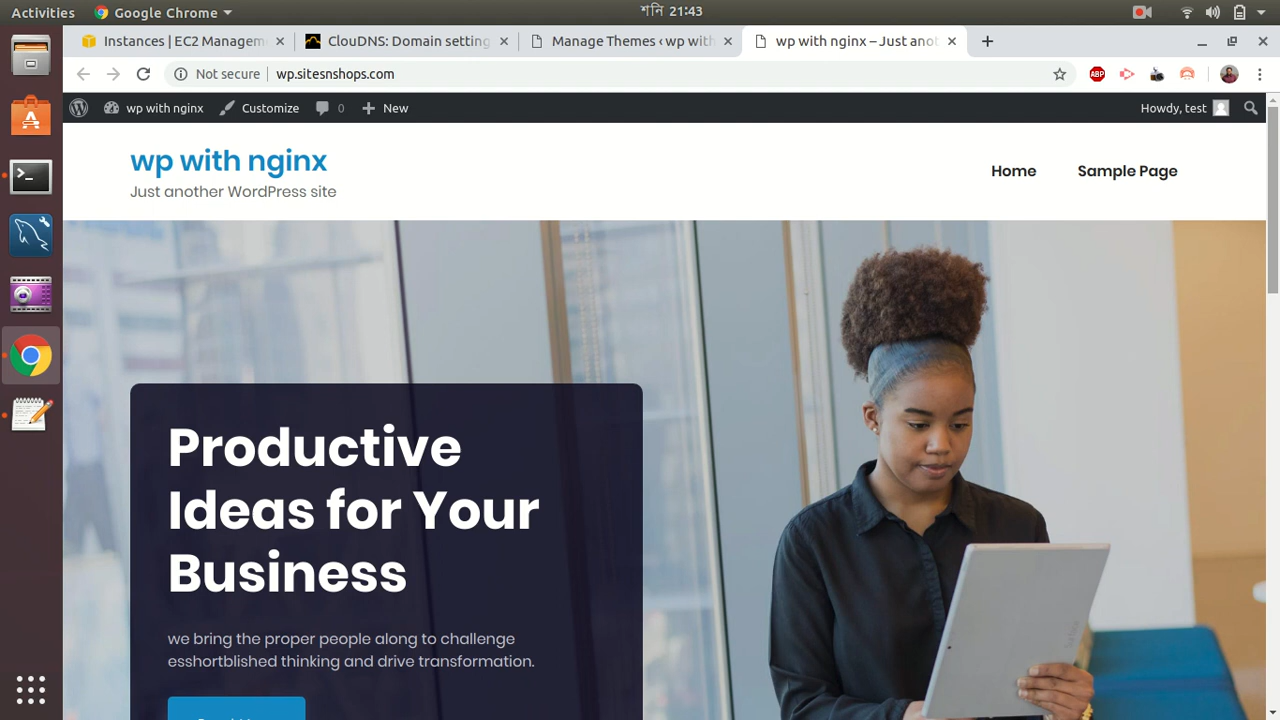 Activities Google Chrome শনি 21:43
Instances | EC2 Managem ClouDNS: Domain setting Manage Themes ‹ wp with wp with nginx – Just anot
Not secure wp.sitesnshops.com ABP
wp with nginx Customize 0 New Howdy, test
wp with nginx
Just another WordPress site
Home Sample Page
Productive
Ideas for Your
Business
we bring the proper people along to challenge
esshortblished thinking and drive transformation.